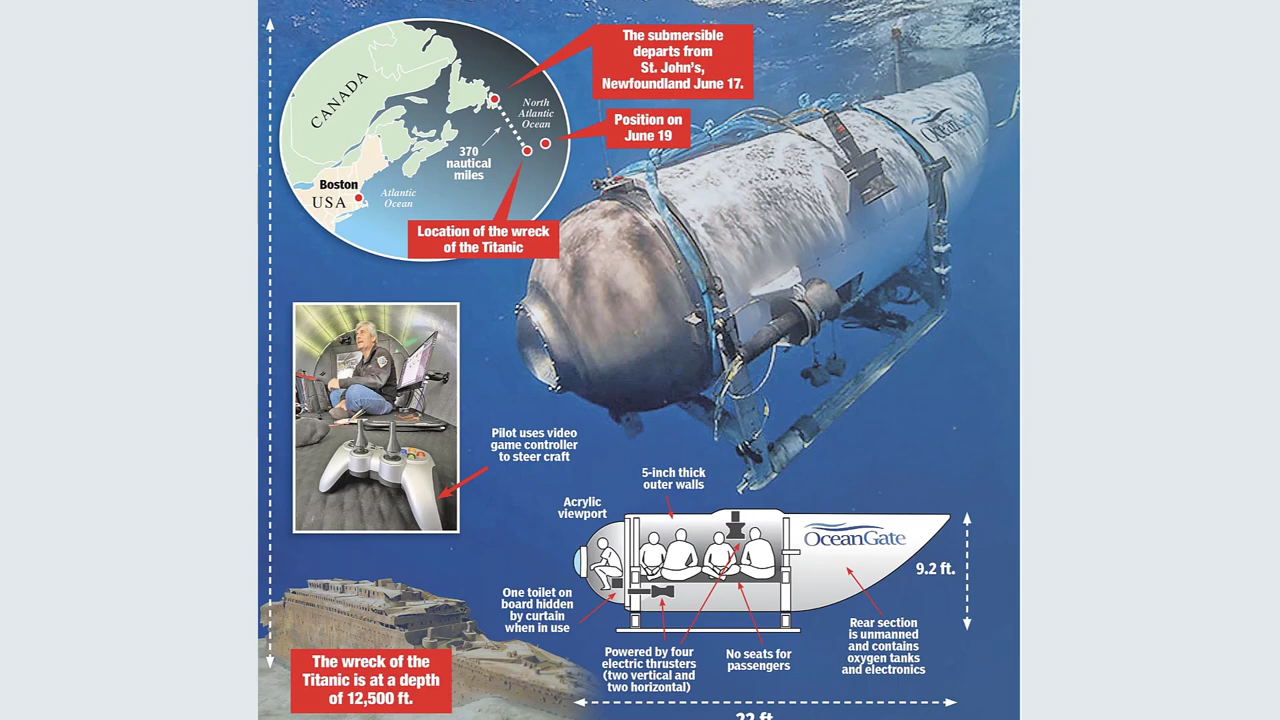 The submersible
departs from
St. John's,
Newfoundland June 17.
CANADA
North
Atlantic
Ocean
Position on
June 19
370
nautical
miles
Boston
USA
Atlantic
Ocean
Location of the wreck
of the Titanic
OceanGate
Pilot uses video
game controller
to steer craft
5-inch thick
outer walls
Acrylic
viewport
OceanGate
9.2 ft.
One toilet on
board hidden
by curtain
when in use
Powered by four
electric thrusters
(two vertical and
two horizontal)
No seats for
passengers
Rear section
is unmanned
and contains
oxygen tanks
and electronics
The wreck of the
Titanic is at a depth
of 12,500 ft.
22 ft.